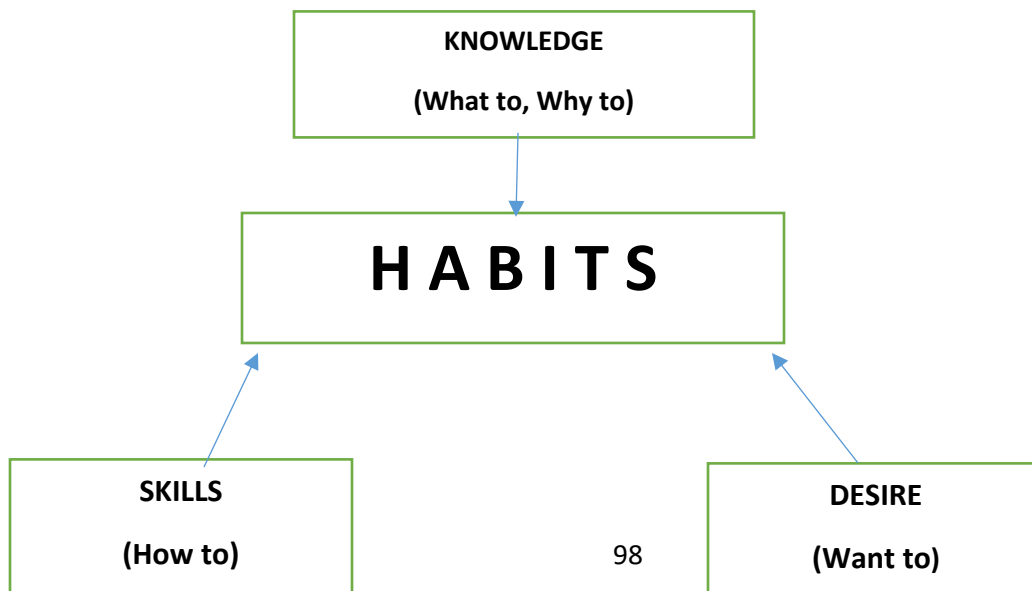 KNOWLEDGE
(What to, Why to)
H A B I T S
SKILLS
(How to)
98
DESIRE
(Want to)